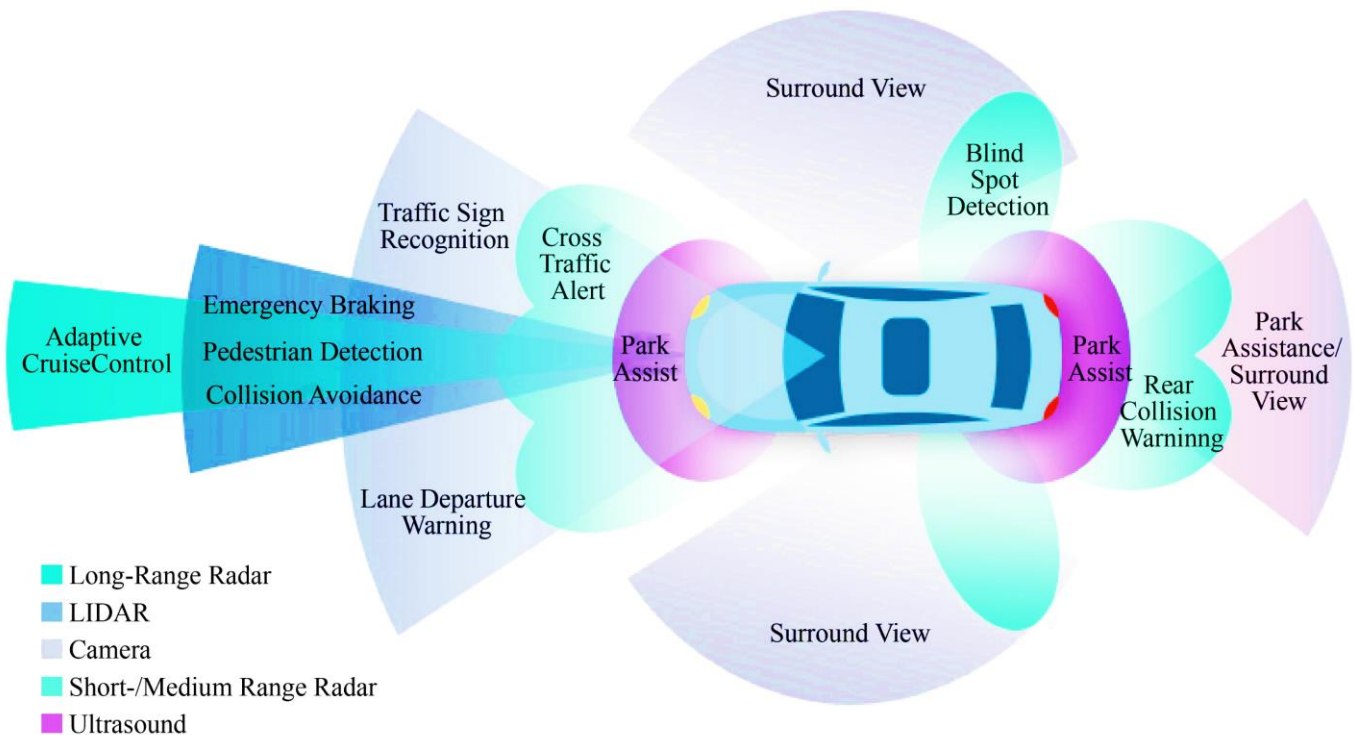 Surround View
Blind
Spot
Detection
Traffic Sign
Recognition
Cross
Traffic
Alert
Emergency Braking
Adaptive
CruiseControl
Pedestrian Detection
Collision Avoidance
Park
Assist
Park
Assist
Rear
Collision
Warninng
Park
Assistance/
Surround
View
Lane Departure
Warning
Surround View
Long-Range Radar
LIDAR
Camera
Short-/Medium Range Radar
Ultrasound